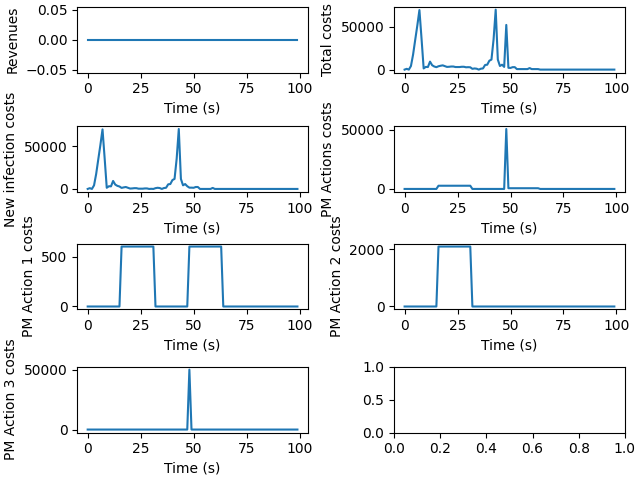 Revenues
0.05
0.00
−0.05
0 25 50 75 100
Time (s)
Total costs
50000
0
0 25 50 75 100
Time (s)
New infection costs
50000
0
0 25 50 75 100
Time (s)
PM Actions costs
50000
0
0 25 50 75 100
Time (s)
PM Action 1 costs
500
0
0 25 50 75 100
Time (s)
PM Action 2 costs
2000
0
0 25 50 75 100
Time (s)
PM Action 3 costs
50000
0
0 25 50 75 100
Time (s)
1.0
0.5
0.0
0.0 0.2 0.4 0.6 0.8 1.0